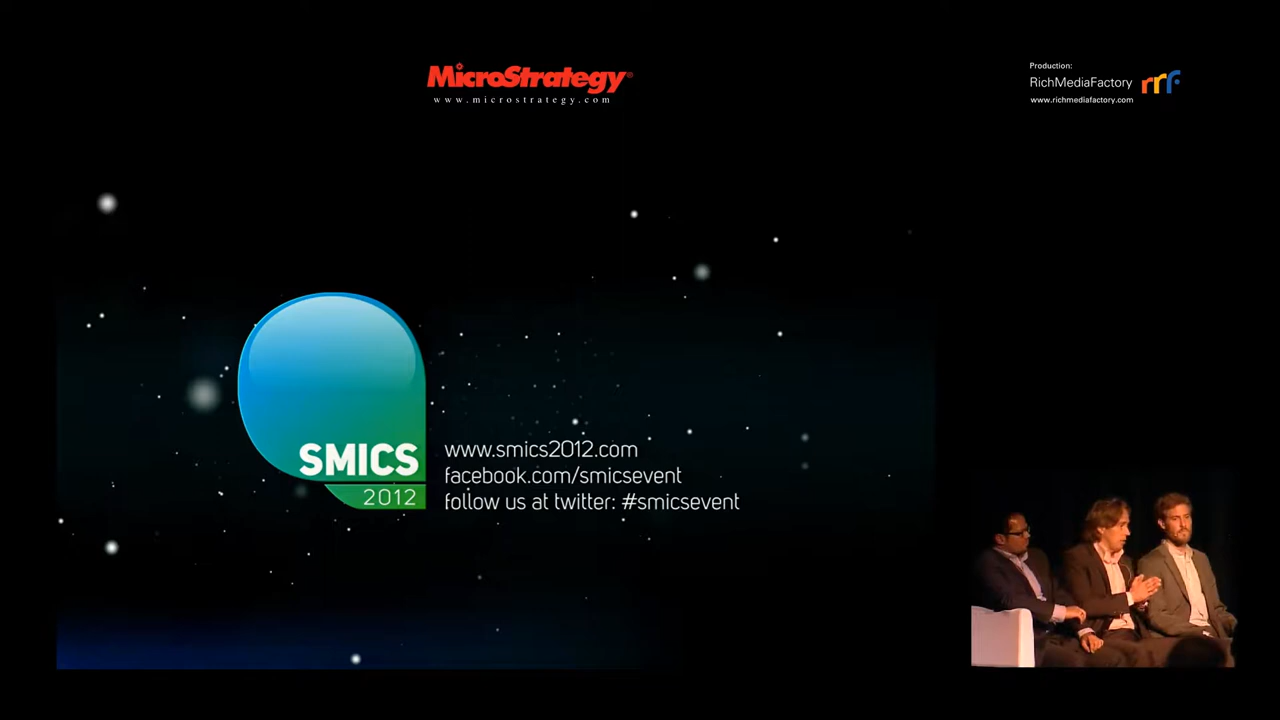 MicroStrategy®
www.microstrategy.com
Production:
RichMediaFactory
www.richmediafactory.com
rrf
SMICS
2012
www.smics2012.com
facebook.com/smicsevent
follow us at twitter: #smicsevent